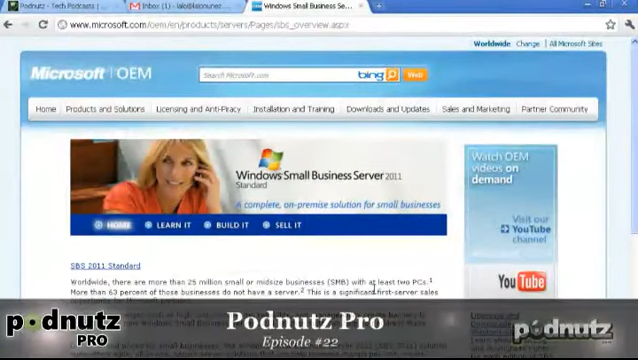 Podnutz - Tech Podcasts
Windows Small Business Se...
www.microsoft.com/oem/en/products/servers/Pages/sbs_overview.aspx
Worldwide Change | All Microsoft Sites
Microsoft | OEM
Search Microsoft.com
bing
Web
Home
Products and Solutions
Licensing and Anti-Piracy
Installation and Training
Downloads and Updates
Sales and Marketing
Partner Community
Windows Small Business Server 2011
Standard
A complete, on-premise solution for small businesses
HOME
LEARN IT
BUILD IT
SELL IT
Watch OEM
videos on
demand
Visit our
YouTube
channel
YouTube
SBS 2011 Standard
Worldwide, there are more than 25 million small or midsize businesses (SMB) with at least two PCs.1
More than 63 percent of those businesses do not have a server.2 This is a significant first-server sales
podnutz
PRO
Podnutz Pro
Episode #22
podnutz